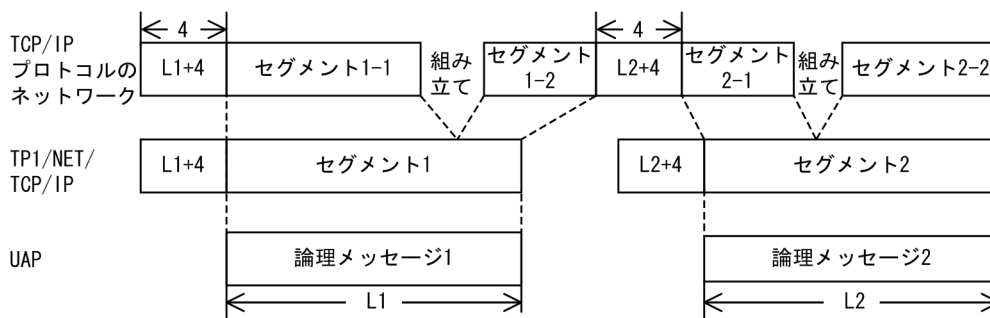 4
4
TCP/IP
プロトコルの
ネットワーク
L1+4
セグメント1-1
組み
立て
セグメント
1-2
L2+4
セグメント
2-1
組み
立て
セグメント2-2
TP1/NET/
TCP/IP
L1+4
セグメント1
L2+4
セグメント2
UAP
論理メッセージ1
論理メッセージ2
L1
L2